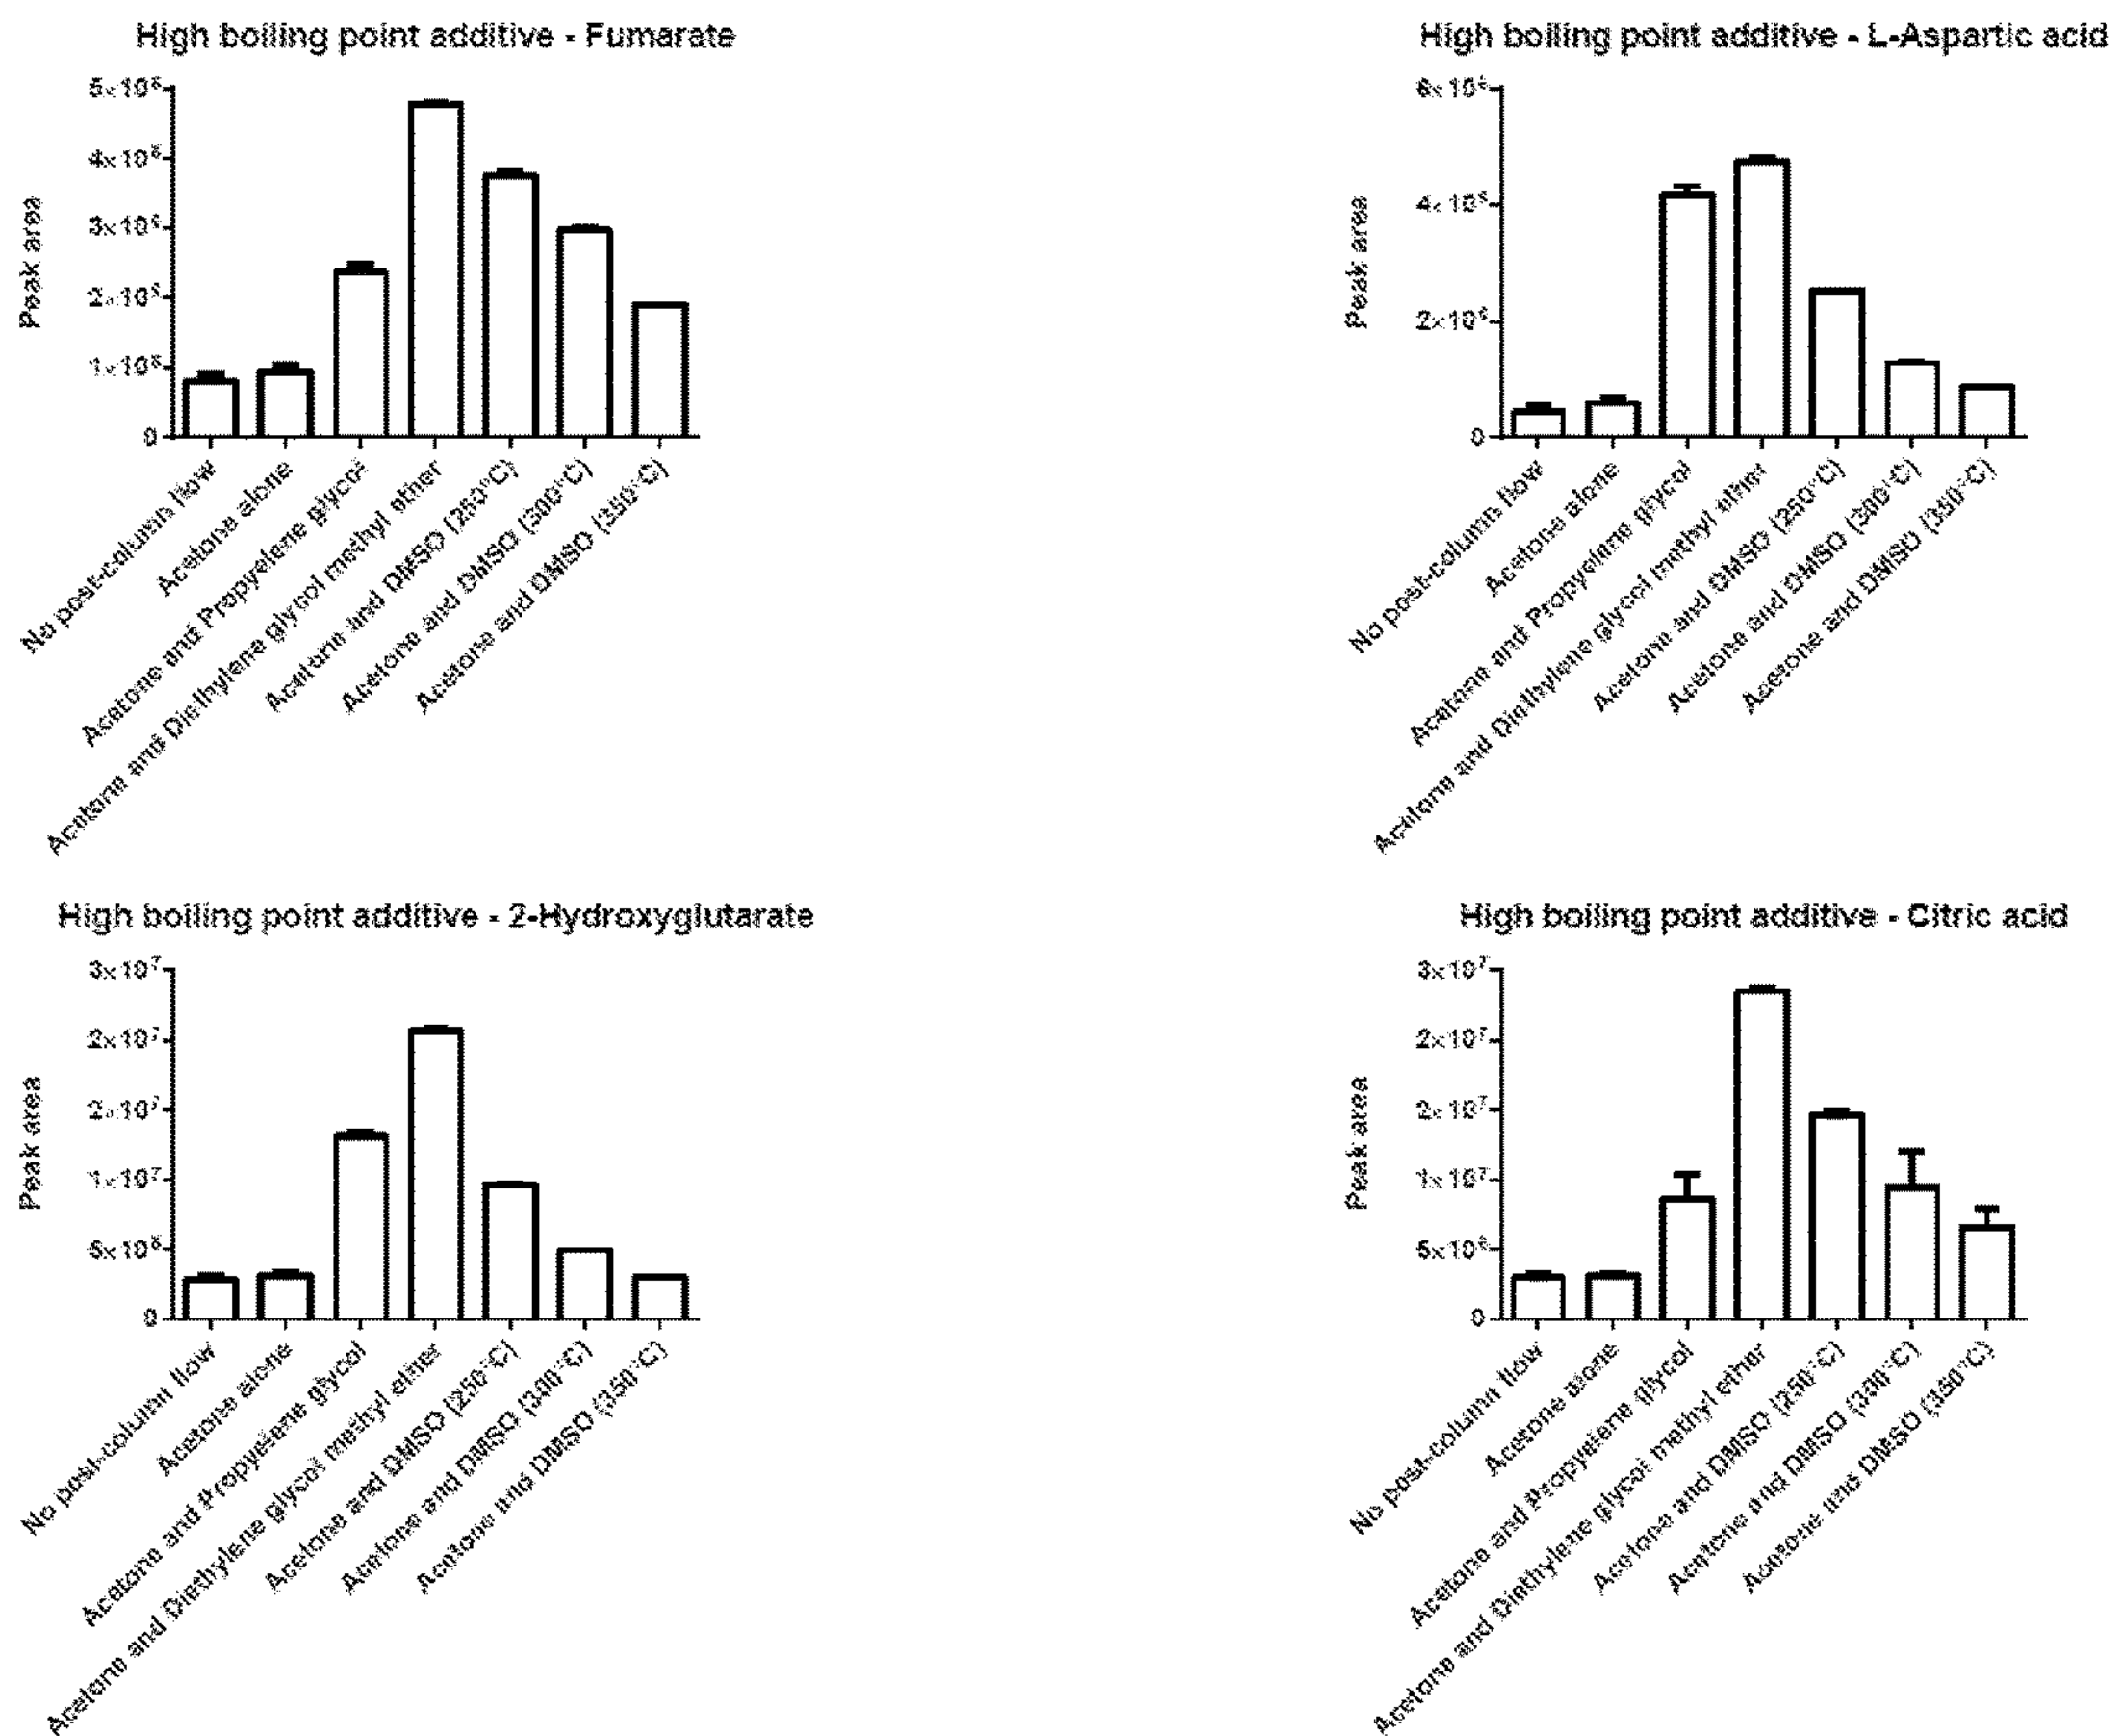 High boiling point additive - Fumarate
Peak area
5×10⁶
4×10⁶
3×10⁶
2×10⁶
1×10⁶
0
No post-column flow
Acetone alone
Acetone and Propyelene glycol
Acetone and Diethylene glycol methyl ether
Acetone and DMSO (250°C)
Acetone and DMSO (300°C)
Acetone and DMSO (350°C)
High boiling point additive - L-Aspartic acid
Peak area
6×10⁶
4×10⁶
2×10⁶
0
No post-column flow
Acetone alone
Acetone and Propyelene glycol
Acetone and Diethylene glycol methyl ether
Acetone and DMSO (250°C)
Acetone and DMSO (300°C)
Acetone and DMSO (350°C)
High boiling point additive - 2-Hydroxyglutarate
Peak area
3×10⁷
2×10⁷
2×10⁷
1×10⁷
5×10⁶
0
No post-column flow
Acetone alone
Acetone and Propyelene glycol
Acetone and Diethylene glycol methyl ether
Acetone and DMSO (250°C)
Acetone and DMSO (300°C)
Acetone and DMSO (350°C)
High boiling point additive - Citric acid
Peak area
3×10⁷
2×10⁷
2×10⁷
1×10⁷
5×10⁶
0
No post-column flow
Acetone alone
Acetone and Propyelene glycol
Acetone and Diethylene glycol methyl ether
Acetone and DMSO (250°C)
Acetone and DMSO (300°C)
Acetone and DMSO (350°C)